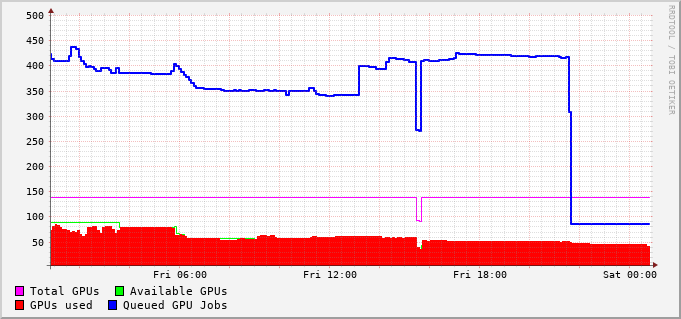 500
450
400
350
300
250
200
150
100
50
Fri 06:00 Fri 12:00 Fri 18:00 Sat 00:00
Total GPUs Available GPUs
GPUs used Queued GPU Jobs
RRDTOOL / TOBI OETIKER